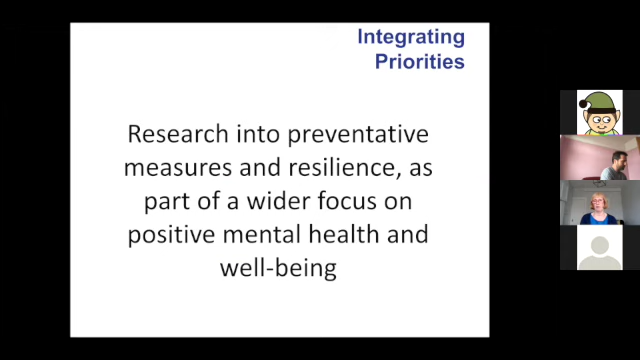 Integrating
Priorities
Research into preventative
measures and resilience, as
part of a wider focus on
positive mental health and
well-being